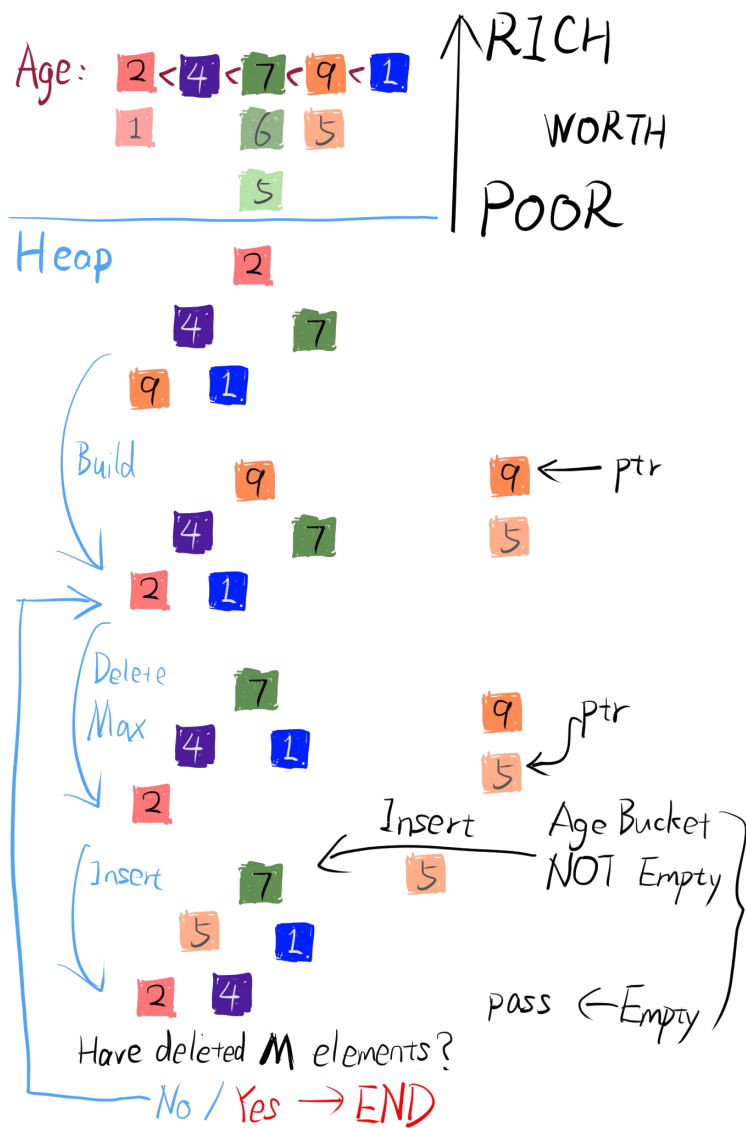 Age: 2 < 4 < 7 < 9 < 1
1 6 5
5
RICH
WORTH
POOR
Heap
2
4 7
9 1
Build
9
4 7
2 1
9 ← ptr
5
Delete
Max
7
4 1
2
9 ptr
5
Insert
7
5 1
2 4
Insert
5
Age Bucket
NOT Empty
pass ← Empty
Have deleted M elements?
No / Yes → END